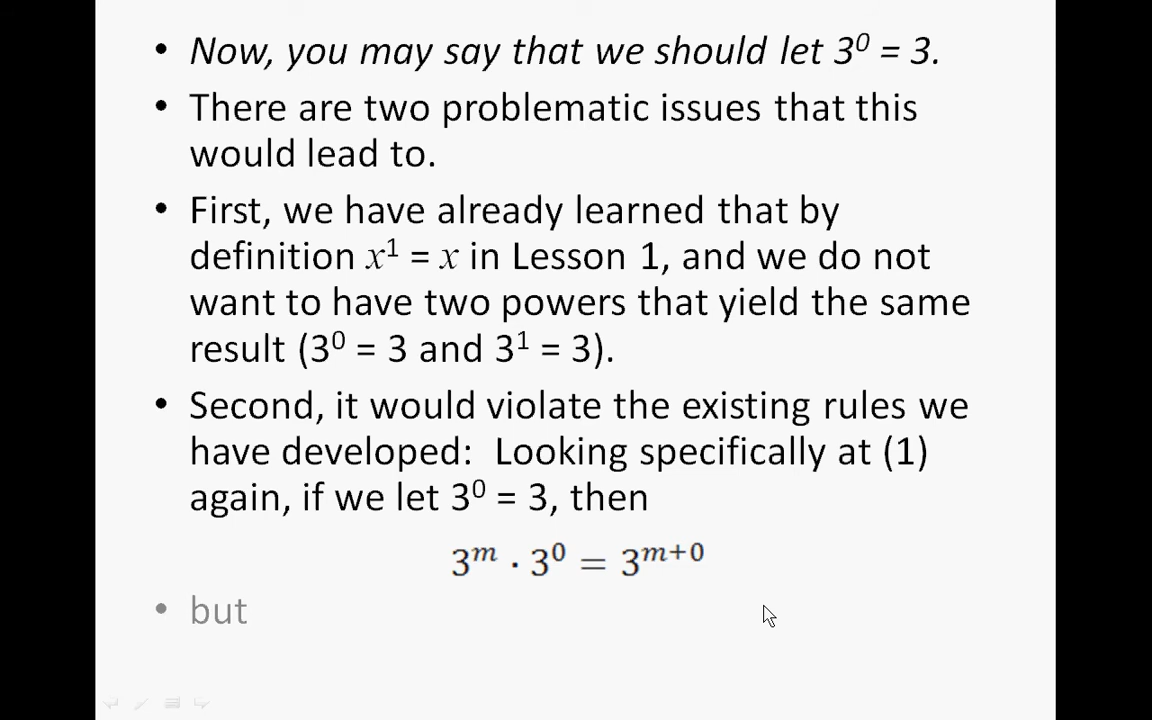 • Now, you may say that we should let 3⁰ = 3.
• There are two problematic issues that this
would lead to.
• First, we have already learned that by
definition x¹ = x in Lesson 1, and we do not
want to have two powers that yield the same
result (3⁰ = 3 and 3¹ = 3).
• Second, it would violate the existing rules we
have developed: Looking specifically at (1)
again, if we let 3⁰ = 3, then
3ᵐ · 3⁰ = 3ᵐ⁺⁰
• but